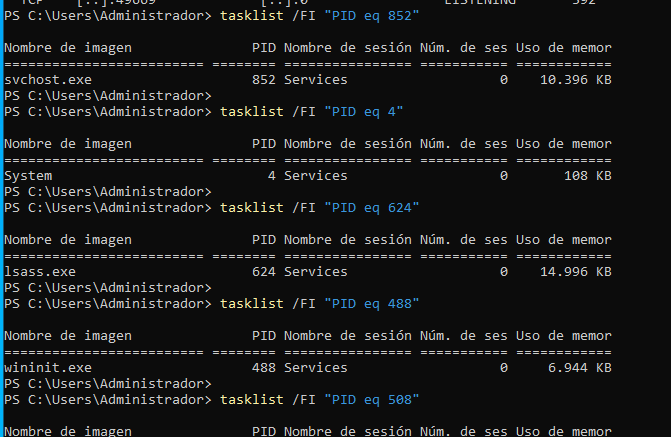 TCP [::]:49669 [::]:0 LISTENING 592
PS C:\Users\Administrador> tasklist /FI "PID eq 852"
Nombre de imagen PID Nombre de sesión Núm. de ses Uso de memor
========================= ======== ================ =========== ============
svchost.exe 852 Services 0 10.396 KB
PS C:\Users\Administrador>
PS C:\Users\Administrador> tasklist /FI "PID eq 4"
Nombre de imagen PID Nombre de sesión Núm. de ses Uso de memor
========================= ======== ================ =========== ============
System 4 Services 0 108 KB
PS C:\Users\Administrador>
PS C:\Users\Administrador> tasklist /FI "PID eq 624"
Nombre de imagen PID Nombre de sesión Núm. de ses Uso de memor
========================= ======== ================ =========== ============
lsass.exe 624 Services 0 14.996 KB
PS C:\Users\Administrador>
PS C:\Users\Administrador> tasklist /FI "PID eq 488"
Nombre de imagen PID Nombre de sesión Núm. de ses Uso de memor
========================= ======== ================ =========== ============
wininit.exe 488 Services 0 6.944 KB
PS C:\Users\Administrador>
PS C:\Users\Administrador> tasklist /FI "PID eq 508"
Nombre de imagen PID Nombre de sesión Núm. de ses Uso de memor